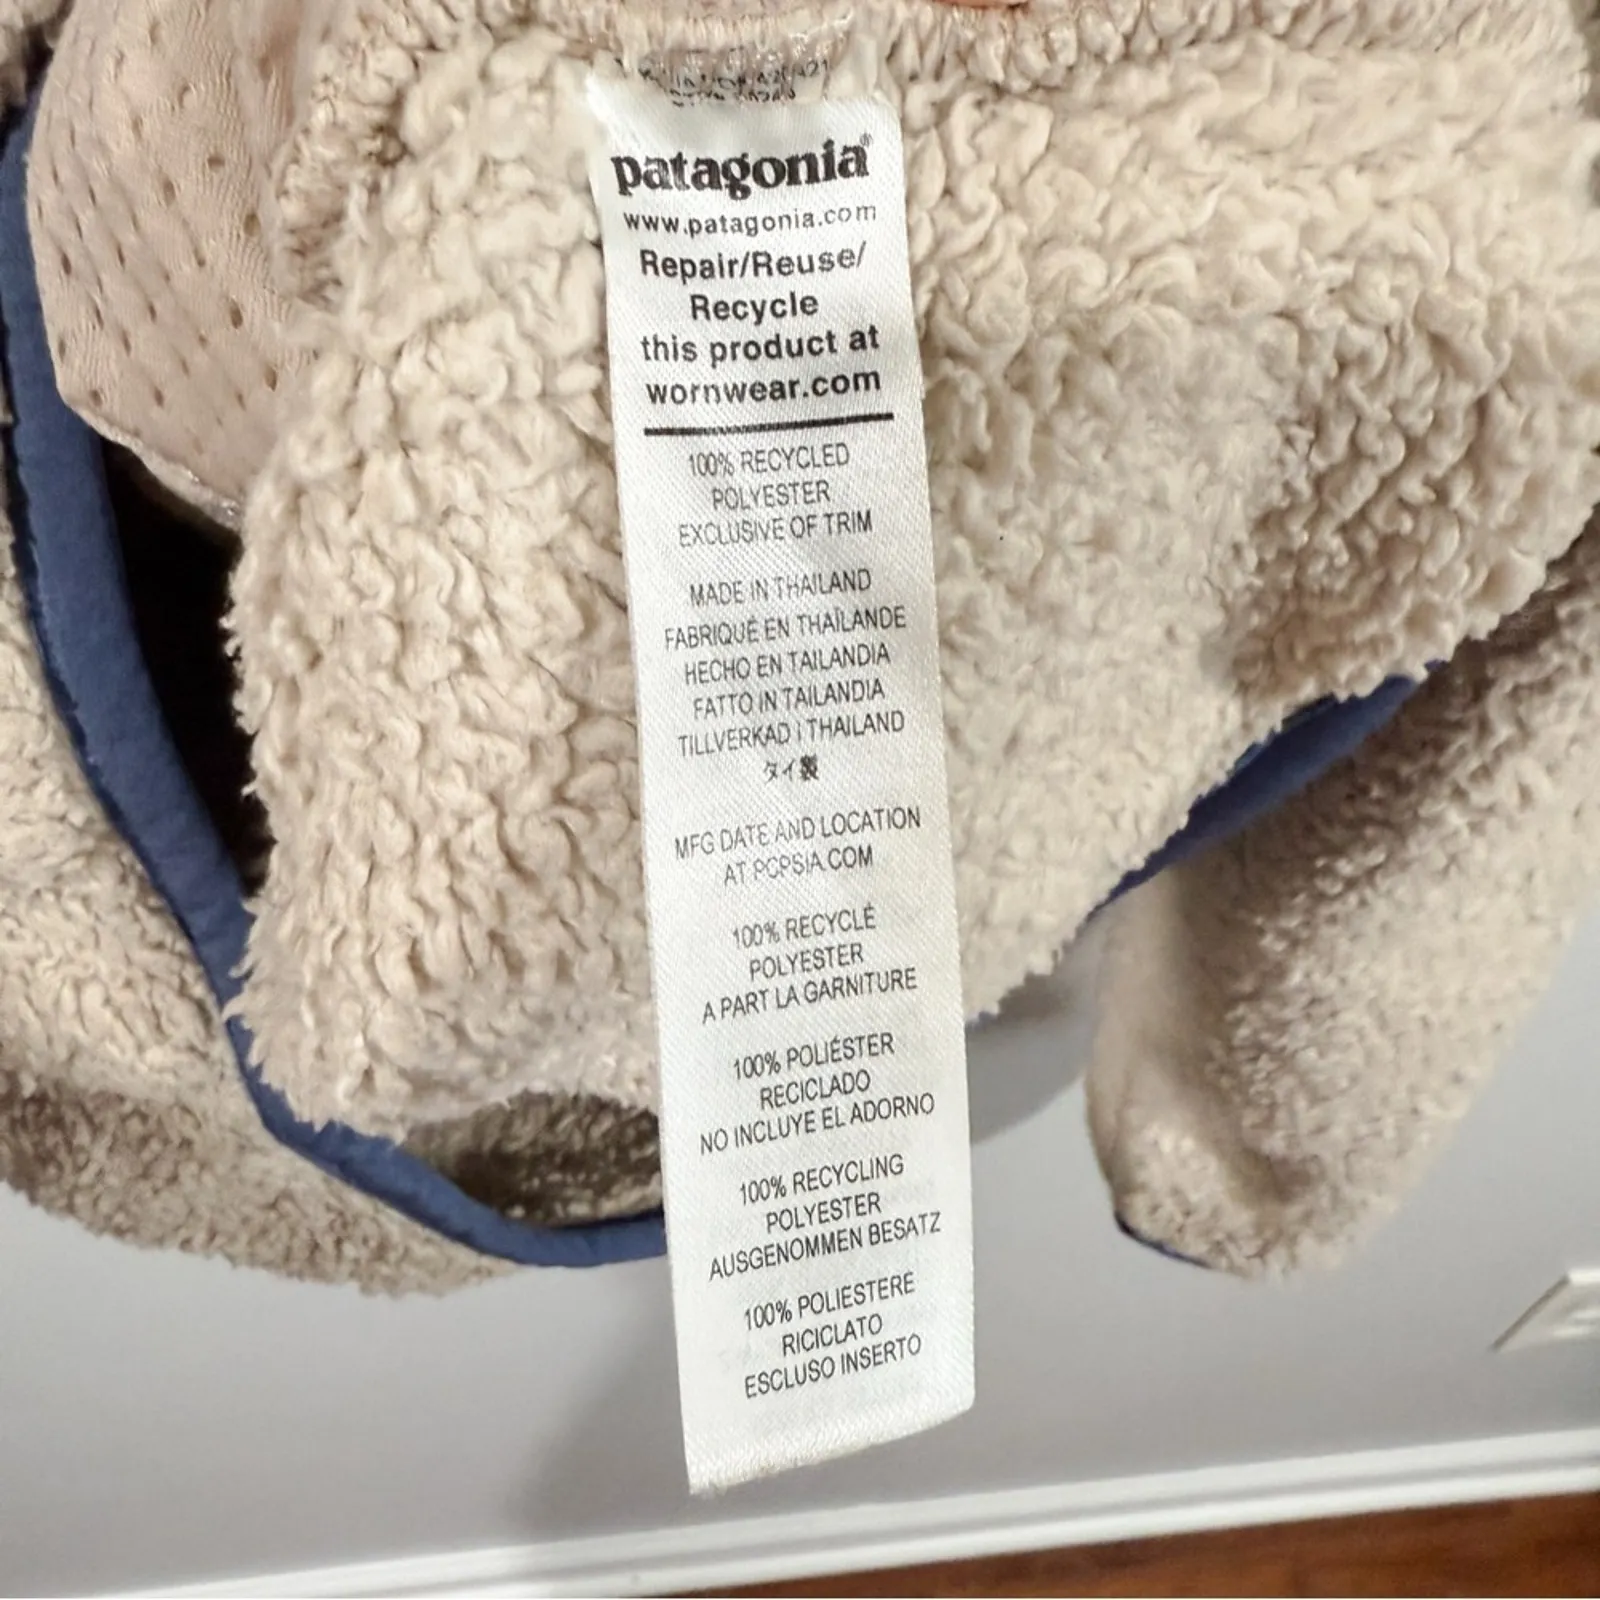 patagonia®
www.patagonia.com
Repair/Reuse/
Recycle
this product at
wornwear.com
100% RECYCLED
POLYESTER
EXCLUSIVE OF TRIM
MADE IN THAILAND
FABRIQUÉ EN THAÏLANDE
HECHO EN TAILANDIA
FATTO IN TAILANDIA
TILLVERKAD I THAILAND
タイ製
MFG DATE AND LOCATION
AT PCPSIA.COM
100% RECYCLÉ
POLYESTER
A PART LA GARNITURE
100% POLIÉSTER
RECICLADO
NO INCLUYE EL ADORNO
100% RECYCLING
POLYESTER
AUSGENOMMEN BESATZ
100% POLIESTERE
RICICLATO
ESCLUSO INSERTO